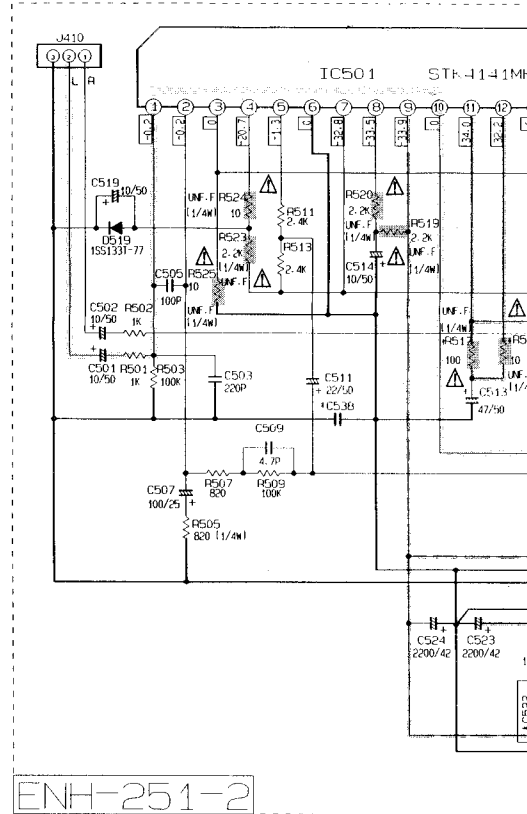 J410
3 2 1
L R
IC501 STK4141M
1 2 3 4 5 6 7 8 9 10 11 12
-0.2 -0.2 0 -20.7 -1.3 0 -32.8 -33.5 -33.9 0 34.0 32.2
C519
10/50
D519
1SS133T-77
UNF.F
(1/4W)
R524
10
R523
2.2K
(1/4W)
R511
2.4K
R513
2.4K
R520
2.2K
UNF.F
(1/4W)
R519
2.2K
UNF.F
(1/4W)
C514
10/50
C505
100P
R525
10
UNF.F
UNF.F
(1/4W)
UNF.F
(1/4W)
C502
10/50
R502
1K
C501
10/50
R501
1K
R503
100K
C503
220P
C511
22/50
*C538
100
10
UNF.F
C513
47/50
C509
4.7P
C507
100/25
R507
820
R509
100K
R505
820 (1/4W)
C524
2200/42
C523
2200/42
ENH-251-2